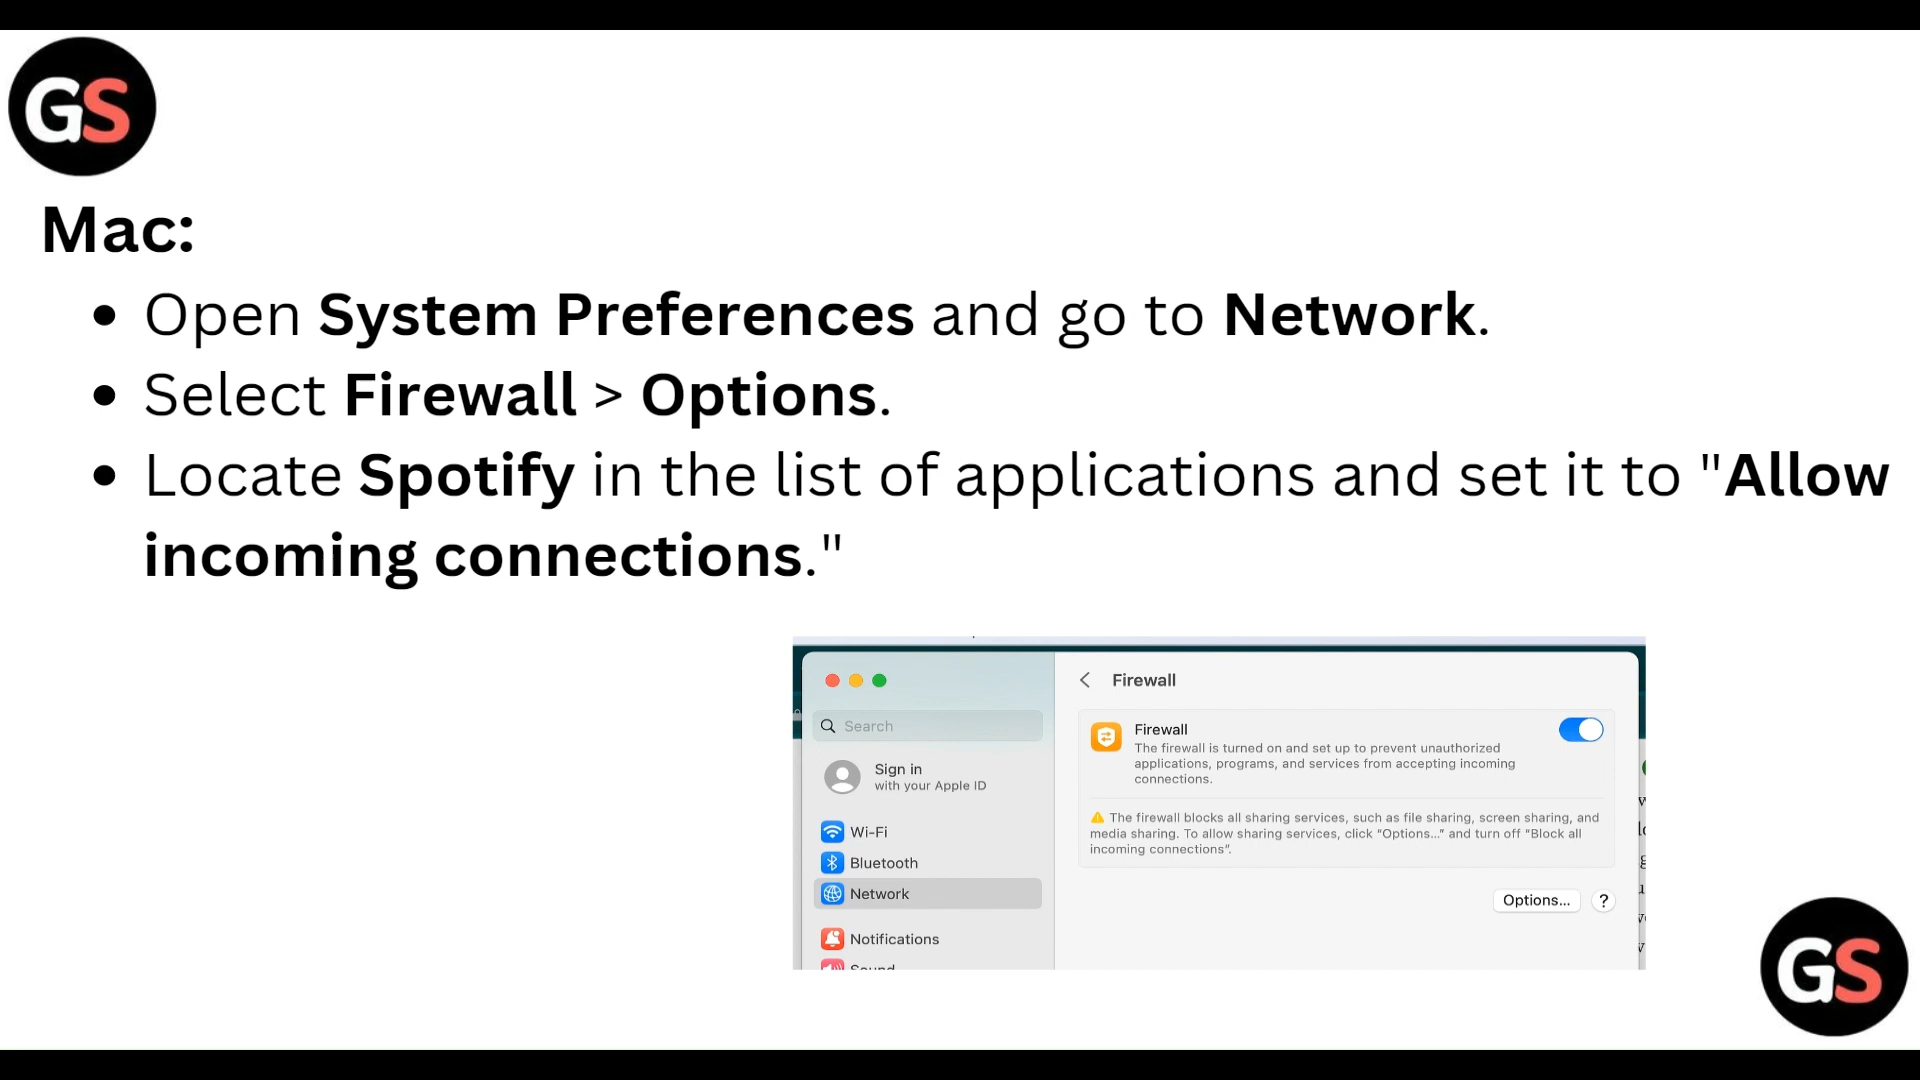 GS
Mac:
• Open System Preferences and go to Network.
• Select Firewall > Options.
• Locate Spotify in the list of applications and set it to "Allow
incoming connections."
Firewall
Search
Firewall
The firewall is turned on and set up to prevent unauthorized
applications, programs, and services from accepting incoming
connections.
Sign in
with your Apple ID
⚠ The firewall blocks all sharing services, such as file sharing, screen sharing, and
media sharing. To allow sharing services, click "Options..." and turn off "Block all
incoming connections".
Wi-Fi
Bluetooth
Network
Options...
?
Notifications
Sound
GS